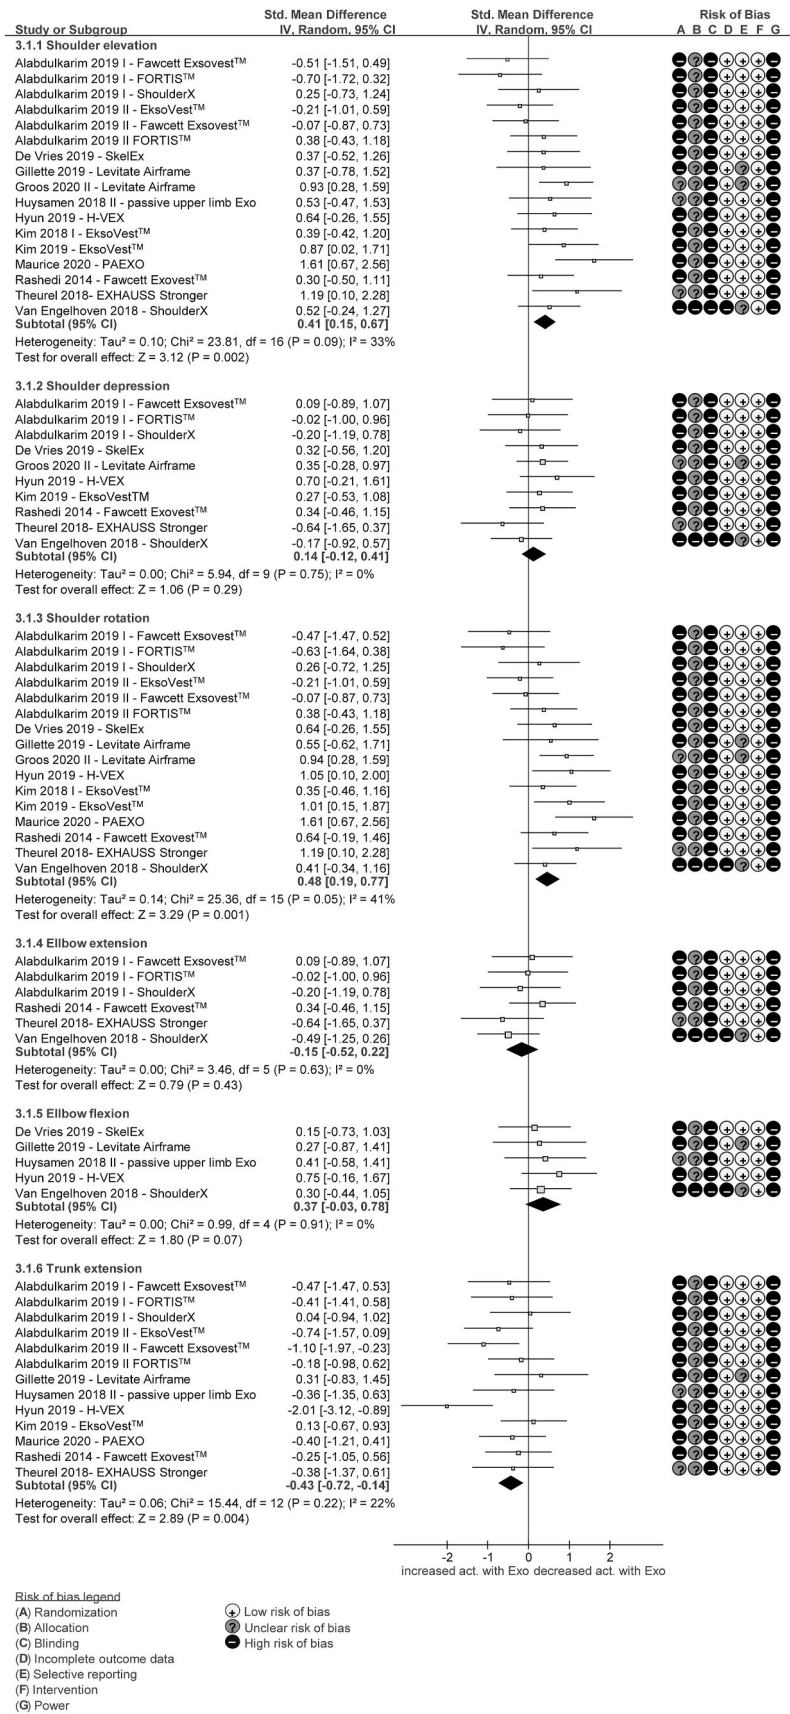 Std. Mean Difference Std. Mean Difference Risk of Bias
Study or Subgroup IV, Random, 95% CI IV, Random, 95% CI A B C D E F G
3.1.1 Shoulder elevation
Alabdulkarim 2019 I - Fawcett Exsovest™ -0.51 [-1.51, 0.49]
Alabdulkarim 2019 I - FORTIS™ -0.70 [-1.72, 0.32]
Alabdulkarim 2019 I - ShoulderX 0.25 [-0.73, 1.24]
Alabdulkarim 2019 II - EksoVest™ -0.21 [-1.01, 0.59]
Alabdulkarim 2019 II - Fawcett Exsovest™ -0.07 [-0.87, 0.73]
Alabdulkarim 2019 II FORTIS™ 0.38 [-0.43, 1.18]
De Vries 2019 - SkelEx 0.37 [-0.52, 1.26]
Gillette 2019 - Levitate Airframe 0.37 [-0.78, 1.52]
Groos 2020 II - Levitate Airframe 0.93 [0.28, 1.59]
Huysamen 2018 II - passive upper limb Exo 0.53 [-0.47, 1.53]
Hyun 2019 - H-VEX 0.64 [-0.26, 1.55]
Kim 2018 I - EksoVest™ 0.39 [-0.42, 1.20]
Kim 2019 - EksoVest™ 0.87 [0.02, 1.71]
Maurice 2020 - PAEXO 1.61 [0.67, 2.56]
Rashedi 2014 - Fawcett Exovest™ 0.30 [-0.50, 1.11]
Theurel 2018- EXHAUSS Stronger 1.19 [0.10, 2.28]
Van Engelhoven 2018 - ShoulderX 0.52 [-0.24, 1.27]
Subtotal (95% CI) 0.41 [0.15, 0.67]
Heterogeneity: Tau² = 0.10; Chi² = 23.81, df = 16 (P = 0.09); I² = 33%
Test for overall effect: Z = 3.12 (P = 0.002)
3.1.2 Shoulder depression
Alabdulkarim 2019 I - Fawcett Exsovest™ 0.09 [-0.89, 1.07]
Alabdulkarim 2019 I - FORTIS™ -0.02 [-1.00, 0.96]
Alabdulkarim 2019 I - ShoulderX -0.20 [-1.19, 0.78]
De Vries 2019 - SkelEx 0.32 [-0.56, 1.20]
Groos 2020 II - Levitate Airframe 0.35 [-0.28, 0.97]
Hyun 2019 - H-VEX 0.70 [-0.21, 1.61]
Kim 2019 - EksoVestTM 0.27 [-0.53, 1.08]
Rashedi 2014 - Fawcett Exovest™ 0.34 [-0.46, 1.15]
Theurel 2018- EXHAUSS Stronger -0.64 [-1.65, 0.37]
Van Engelhoven 2018 - ShoulderX -0.17 [-0.92, 0.57]
Subtotal (95% CI) 0.14 [-0.12, 0.41]
Heterogeneity: Tau² = 0.00; Chi² = 5.94, df = 9 (P = 0.75); I² = 0%
Test for overall effect: Z = 1.06 (P = 0.29)
3.1.3 Shoulder rotation
Alabdulkarim 2019 I - Fawcett Exsovest™ -0.47 [-1.47, 0.52]
Alabdulkarim 2019 I - FORTIS™ -0.63 [-1.64, 0.38]
Alabdulkarim 2019 I - ShoulderX 0.26 [-0.72, 1.25]
Alabdulkarim 2019 II - EksoVest™ -0.21 [-1.01, 0.59]
Alabdulkarim 2019 II - Fawcett Exsovest™ -0.07 [-0.87, 0.73]
Alabdulkarim 2019 II FORTIS™ 0.38 [-0.43, 1.18]
De Vries 2019 - SkelEx 0.64 [-0.26, 1.55]
Gillette 2019 - Levitate Airframe 0.55 [-0.62, 1.71]
Groos 2020 II - Levitate Airframe 0.94 [0.28, 1.59]
Hyun 2019 - H-VEX 1.05 [0.10, 2.00]
Kim 2018 I - EksoVest™ 0.35 [-0.46, 1.16]
Kim 2019 - EksoVest™ 1.01 [0.15, 1.87]
Maurice 2020 - PAEXO 1.61 [0.67, 2.56]
Rashedi 2014 - Fawcett Exovest™ 0.64 [-0.19, 1.46]
Theurel 2018- EXHAUSS Stronger 1.19 [0.10, 2.28]
Van Engelhoven 2018 - ShoulderX 0.41 [-0.34, 1.16]
Subtotal (95% CI) 0.48 [0.19, 0.77]
Heterogeneity: Tau² = 0.14; Chi² = 25.36, df = 15 (P = 0.05); I² = 41%
Test for overall effect: Z = 3.29 (P = 0.001)
3.1.4 Ellbow extension
Alabdulkarim 2019 I - Fawcett Exsovest™ 0.09 [-0.89, 1.07]
Alabdulkarim 2019 I - FORTIS™ -0.02 [-1.00, 0.96]
Alabdulkarim 2019 I - ShoulderX -0.20 [-1.19, 0.78]
Rashedi 2014 - Fawcett Exovest™ 0.34 [-0.46, 1.15]
Theurel 2018- EXHAUSS Stronger -0.64 [-1.65, 0.37]
Van Engelhoven 2018 - ShoulderX -0.49 [-1.25, 0.26]
Subtotal (95% CI) -0.15 [-0.52, 0.22]
Heterogeneity: Tau² = 0.00; Chi² = 3.46, df = 5 (P = 0.63); I² = 0%
Test for overall effect: Z = 0.79 (P = 0.43)
3.1.5 Ellbow flexion
De Vries 2019 - SkelEx 0.15 [-0.73, 1.03]
Gillette 2019 - Levitate Airframe 0.27 [-0.87, 1.41]
Huysamen 2018 II - passive upper limb Exo 0.41 [-0.58, 1.41]
Hyun 2019 - H-VEX 0.75 [-0.16, 1.67]
Van Engelhoven 2018 - ShoulderX 0.30 [-0.44, 1.05]
Subtotal (95% CI) 0.37 [-0.03, 0.78]
Heterogeneity: Tau² = 0.00; Chi² = 0.99, df = 4 (P = 0.91); I² = 0%
Test for overall effect: Z = 1.80 (P = 0.07)
3.1.6 Trunk extension
Alabdulkarim 2019 I - Fawcett Exsovest™ -0.47 [-1.47, 0.53]
Alabdulkarim 2019 I - FORTIS™ -0.41 [-1.41, 0.58]
Alabdulkarim 2019 I - ShoulderX 0.04 [-0.94, 1.02]
Alabdulkarim 2019 II - EksoVest™ -0.74 [-1.57, 0.09]
Alabdulkarim 2019 II - Fawcett Exsovest™ -1.10 [-1.97, -0.23]
Alabdulkarim 2019 II FORTIS™ -0.18 [-0.98, 0.62]
Gillette 2019 - Levitate Airframe 0.31 [-0.83, 1.45]
Huysamen 2018 II - passive upper limb Exo -0.36 [-1.35, 0.63]
Hyun 2019 - H-VEX -2.01 [-3.12, -0.89]
Kim 2019 - EksoVest™ 0.13 [-0.67, 0.93]
Maurice 2020 - PAEXO -0.40 [-1.21, 0.41]
Rashedi 2014 - Fawcett Exovest™ -0.25 [-1.05, 0.56]
Theurel 2018- EXHAUSS Stronger -0.38 [-1.37, 0.61]
Subtotal (95% CI) -0.43 [-0.72, -0.14]
Heterogeneity: Tau² = 0.06; Chi² = 15.44, df = 12 (P = 0.22); I² = 22%
Test for overall effect: Z = 2.89 (P = 0.004)
-2 -1 0 1 2
increased act. with Exo decreased act. with Exo
Risk of bias legend
(A) Randomization
(B) Allocation
(C) Blinding
(D) Incomplete outcome data
(E) Selective reporting
(F) Intervention
(G) Power
+ Low risk of bias
? Unclear risk of bias
− High risk of bias